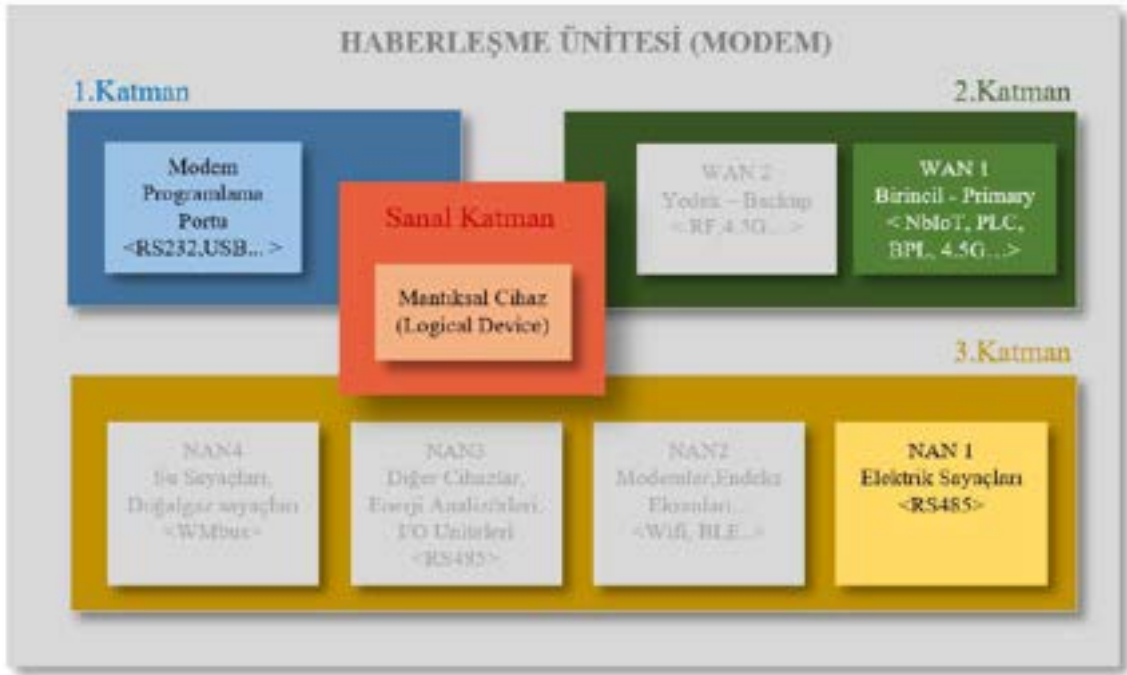 HABERLEŞME ÜNİTESİ (MODEM)
1.Katman
2.Katman
Modem
Programlama
Portu
<RS232,USB... >
Sanal Katman
Mantıksal Cihaz
(Logical Device)
WAN 2
Yedek – Backup
< RF,4.5G…>
WAN 1
Birincil - Primary
< NbIoT, PLC,
BPL, 4.5G…>
3.Katman
NAN4
Su Sayaçları,
Doğalgaz sayaçları
<WMbus>
NAN3
Diğer Cihazlar,
Enerji Analizörleri,
I/O Üniteleri
<RS485>
NAN2
Modemler,Endeks
Ekranları…
<Wifi, BLE...>
NAN 1
Elektrik Sayaçları
<RS485>